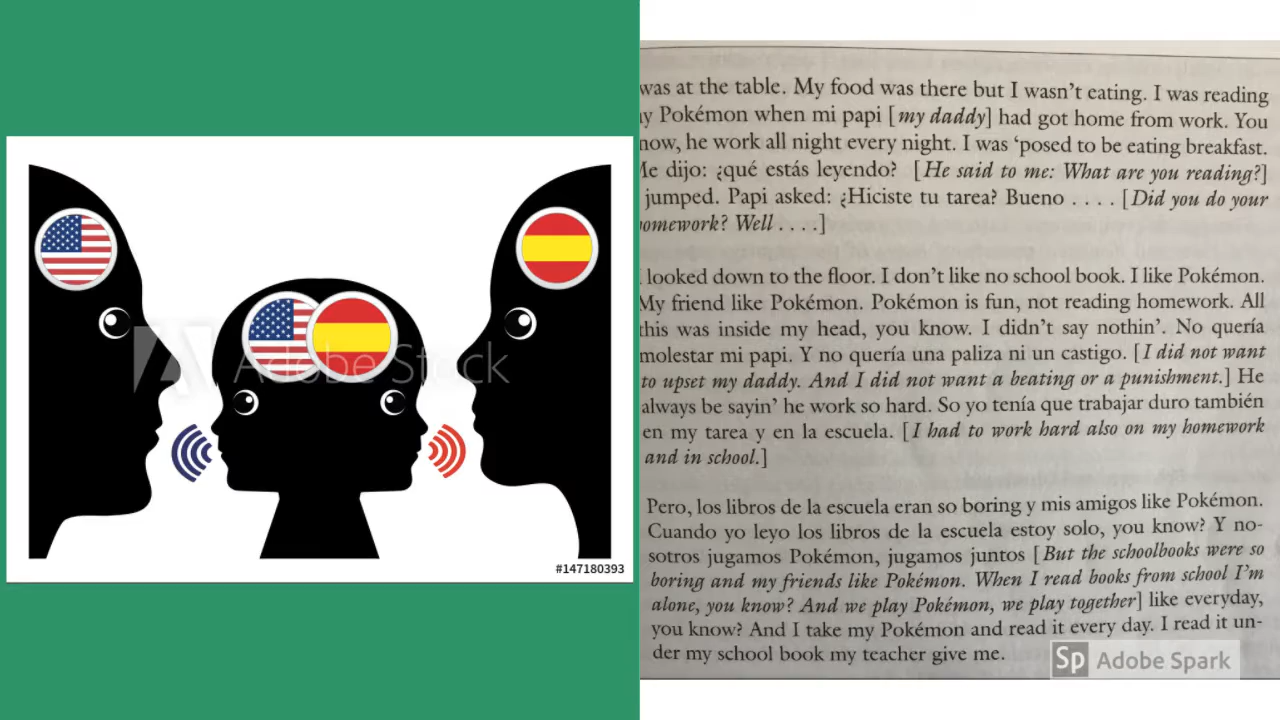 Adobe Stock
#147180393
was at the table. My food was there but I wasn't eating. I was reading
y Pokémon when mi papi [my daddy] had got home from work. You
now, he work all night every night. I was ‘posed to be eating breakfast.
Me dijo: ¿qué estás leyendo? [He said to me: What are you reading?]
jumped. Papi asked: ¿Hiciste tu tarea? Bueno . . . . [Did you do your
omework? Well . . . .]
I looked down to the floor. I don't like no school book. I like Pokémon.
My friend like Pokémon. Pokémon is fun, not reading homework. All
this was inside my head, you know. I didn't say nothin'. No quería
molestar mi papi. Y no quería una paliza ni un castigo. [I did not want
to upset my daddy. And I did not want a beating or a punishment.] He
always be sayin' he work so hard. So yo tenía que trabajar duro también
en my tarea y en la escuela. [I had to work hard also on my homework
and in school.]
Pero, los libros de la escuela eran so boring y mis amigos like Pokémon.
Cuando yo leyo los libros de la escuela estoy solo, you know? Y no-
sotros jugamos Pokémon, jugamos juntos [But the schoolbooks were so
boring and my friends like Pokémon. When I read books from school I'm
alone, you know? And we play Pokémon, we play together] like everyday,
you know? And I take my Pokémon and read it every day. I read it un-
der my school book my teacher give me.
Sp Adobe Spark